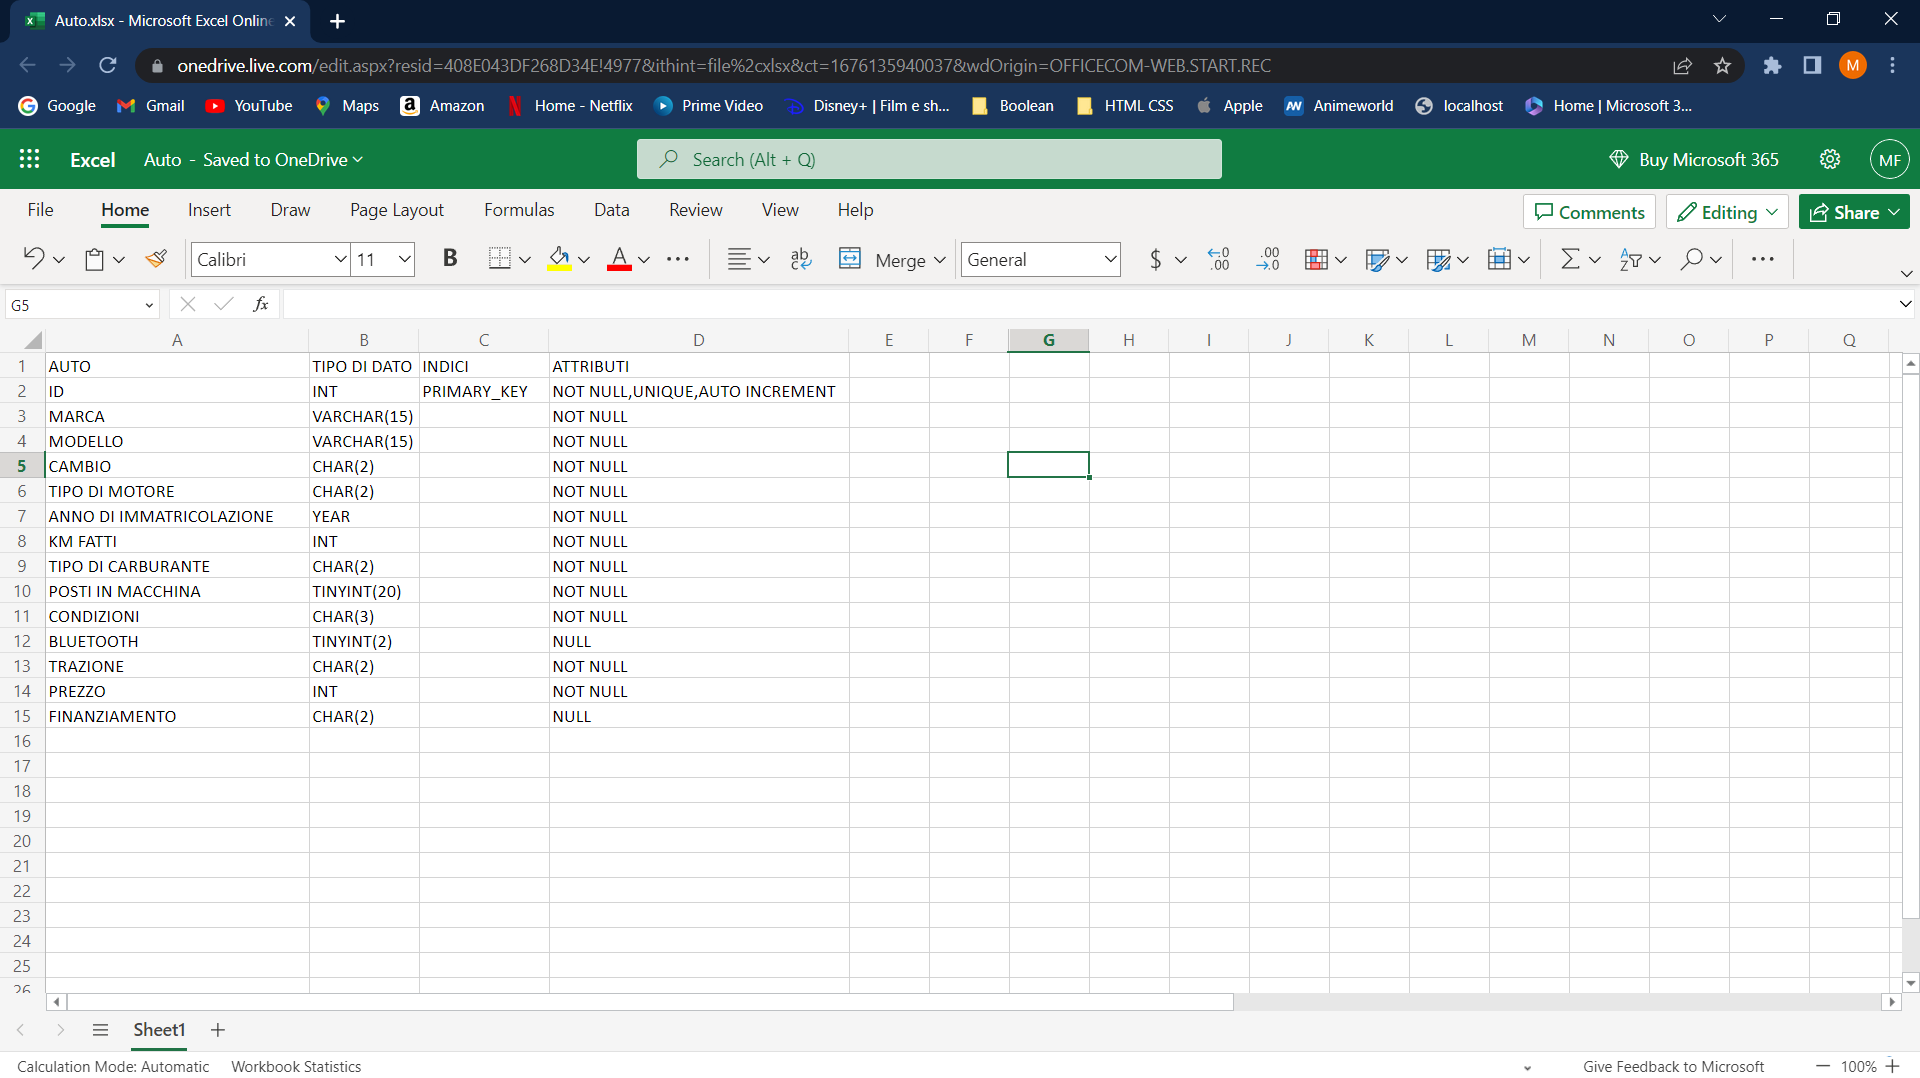 Auto.xlsx - Microsoft Excel Online
onedrive.live.com/edit.aspx?resid=408E043DF268D34E!4977&ithint=file%2cxlsx&ct=1676135940037&wdOrigin=OFFICECOM-WEB.START.REC
M
Google Gmail YouTube Maps Amazon Home - Netflix Prime Video Disney+ | Film e sh... Boolean HTML CSS Apple Animeworld localhost Home | Microsoft 3...
Excel Auto - Saved to OneDrive Search (Alt + Q) Buy Microsoft 365 MF
File Home Insert Draw Page Layout Formulas Data Review View Help Comments Editing Share
Calibri 11 B A ab Merge General $ .00 .00
G5 fx
A B C D E F G H I J K L M N O P Q
1 AUTO TIPO DI DATO INDICI ATTRIBUTI
2 ID INT PRIMARY_KEY NOT NULL,UNIQUE,AUTO INCREMENT
3 MARCA VARCHAR(15) NOT NULL
4 MODELLO VARCHAR(15) NOT NULL
5 CAMBIO CHAR(2) NOT NULL
6 TIPO DI MOTORE CHAR(2) NOT NULL
7 ANNO DI IMMATRICOLAZIONE YEAR NOT NULL
8 KM FATTI INT NOT NULL
9 TIPO DI CARBURANTE CHAR(2) NOT NULL
10 POSTI IN MACCHINA TINYINT(20) NOT NULL
11 CONDIZIONI CHAR(3) NOT NULL
12 BLUETOOTH TINYINT(2) NULL
13 TRAZIONE CHAR(2) NOT NULL
14 PREZZO INT NOT NULL
15 FINANZIAMENTO CHAR(2) NULL
16
17
18
19
20
21
22
23
24
25
26
Sheet1
Calculation Mode: Automatic Workbook Statistics Give Feedback to Microsoft 100%